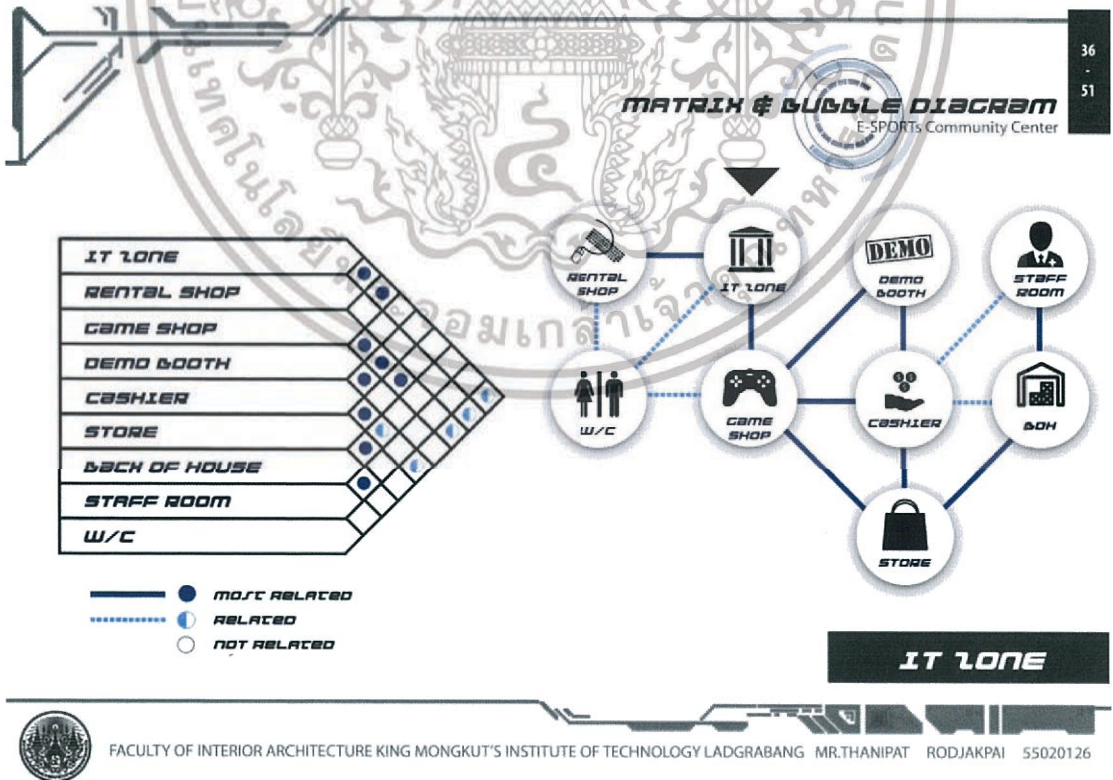 36
-
51
MATRIX & BUBBLE DIAGRAM
E-SPORTs Community Center
IT ZONE
RENTAL SHOP
GAME SHOP
DEMO BOOTH
CASHIER
STORE
BACK OF HOUSE
STAFF ROOM
W/C
MOST RELATED
RELATED
NOT RELATED
RENTAL
SHOP
IT ZONE
DEMO
DEMO
BOOTH
STAFF
ROOM
W/C
GAME
SHOP
CASHIER
BOH
STORE
IT ZONE
FACULTY OF INTERIOR ARCHITECTURE KING MONGKUT'S INSTITUTE OF TECHNOLOGY LADGRABANG MR.THANIPAT RODJAKPAI 55020126